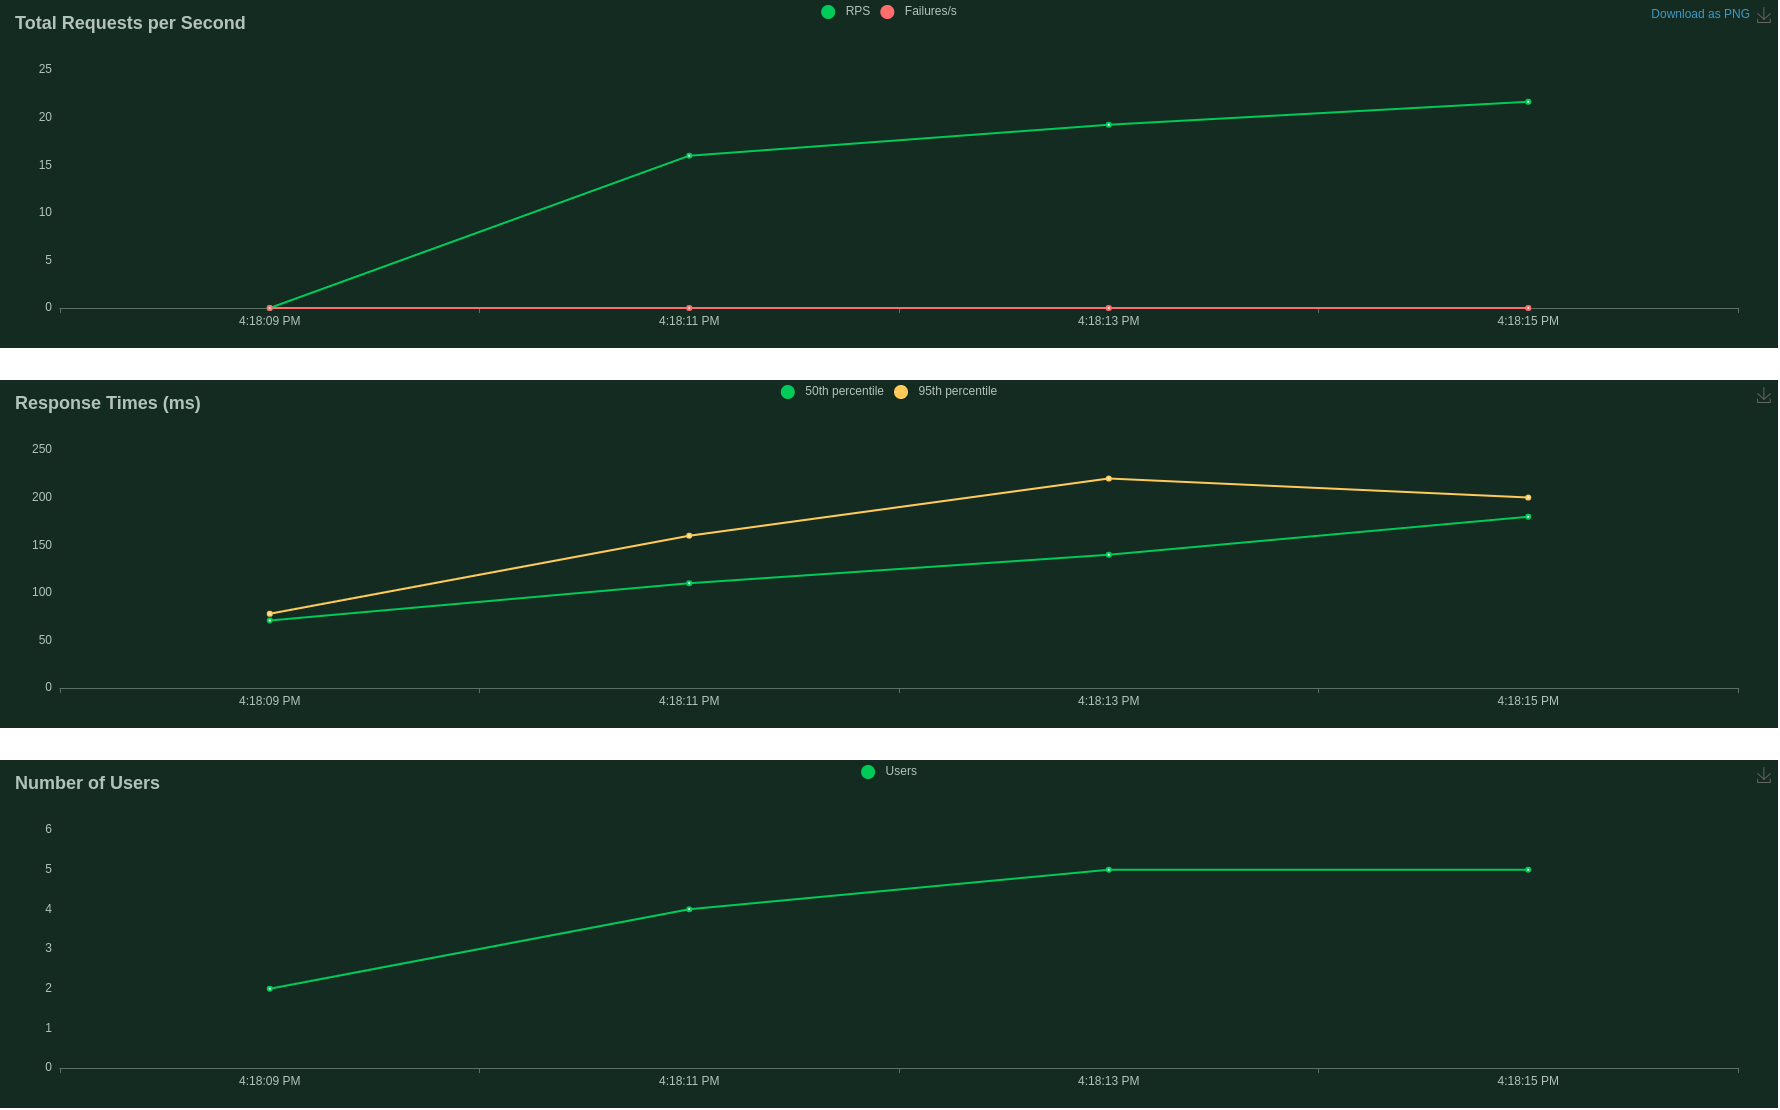 Total Requests per Second
RPS Failures/s
Download as PNG
25
20
15
10
5
0
4:18:09 PM 4:18:11 PM 4:18:13 PM 4:18:15 PM
Response Times (ms)
50th percentile 95th percentile
250
200
150
100
50
0
4:18:09 PM 4:18:11 PM 4:18:13 PM 4:18:15 PM
Number of Users
Users
6
5
4
3
2
1
0
4:18:09 PM 4:18:11 PM 4:18:13 PM 4:18:15 PM